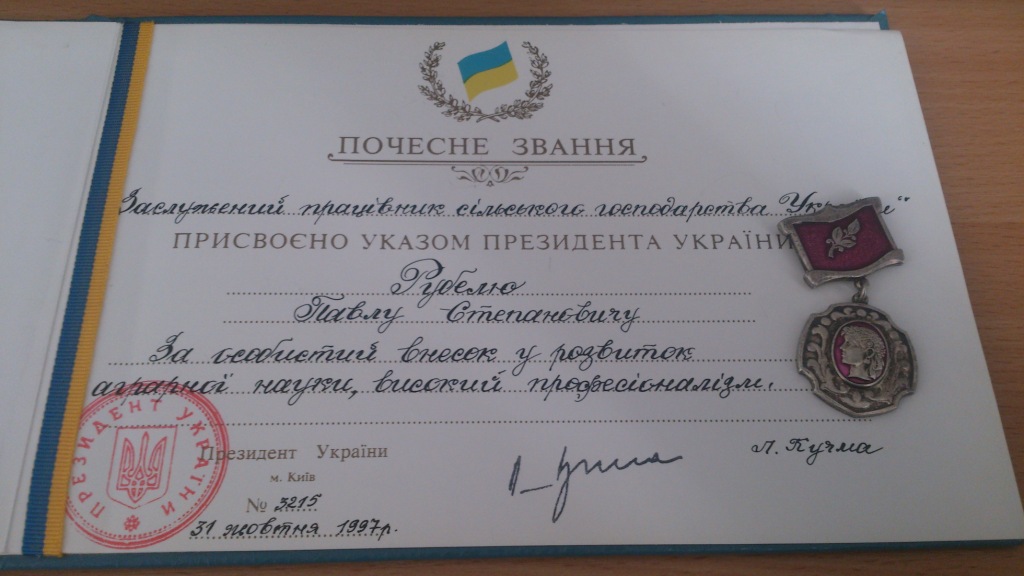 ПОЧЕСНЕ ЗВАННЯ
Заслужений працівник сільського господарства України"
ПРИСВОЄНО УКАЗОМ ПРЕЗИДЕНТА УКРАЇНИ
Рубелю
Павлу Степановичу
За особистий внесок у розвиток
аграрної науки, високий професіоналізм.
ПРЕЗИДЕНТ УКРАЇНИ
Президент України
м. Київ
№ 3215
31 жовтня 1997р.
Л. Кучма